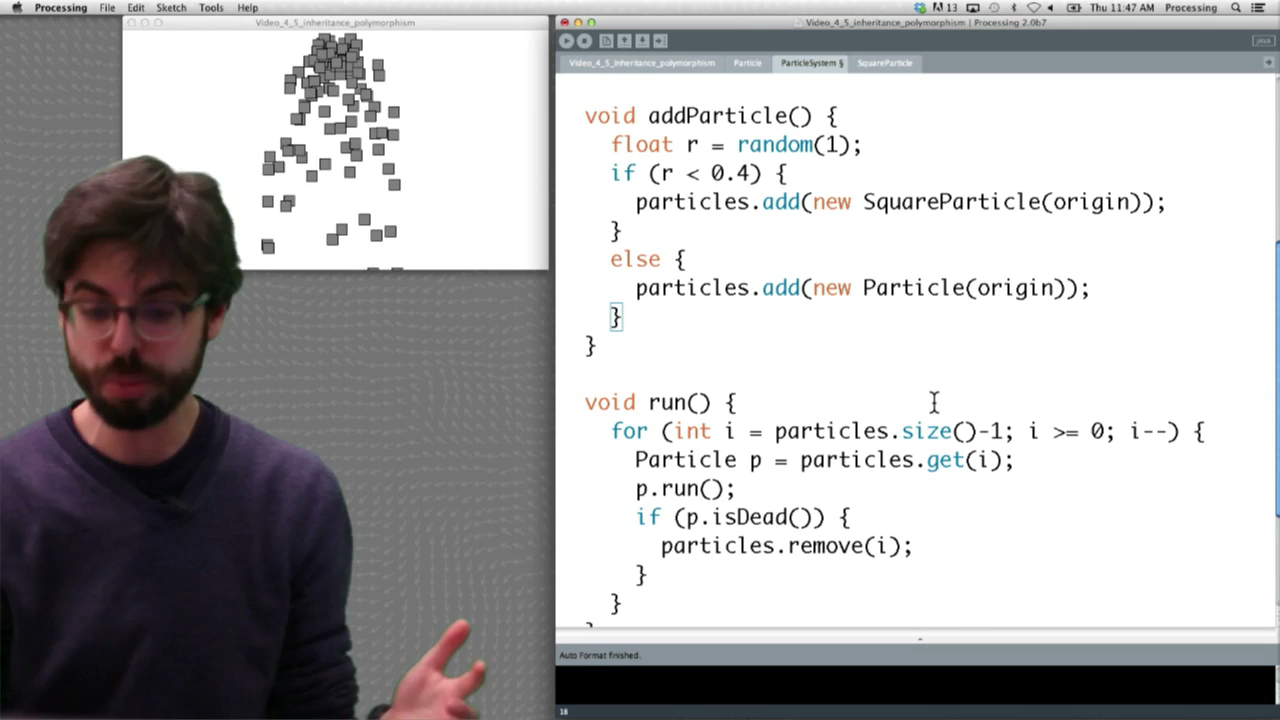 Processing File Edit Sketch Tools Help
13 Thu 11:47 AM Processing
Video_4_5_inheritance_polymorphism
Video_4_5_inheritance_polymorphism | Processing 2.0b7
java
Video_4_5_inheritance_polymorphism Particle ParticleSystem § SquareParticle
void addParticle() {
float r = random(1);
if (r < 0.4) {
particles.add(new SquareParticle(origin));
}
else {
particles.add(new Particle(origin));
}
}
void run() {
for (int i = particles.size()-1; i >= 0; i--) {
Particle p = particles.get(i);
p.run();
if (p.isDead()) {
particles.remove(i);
}
}
Auto Format finished.
18